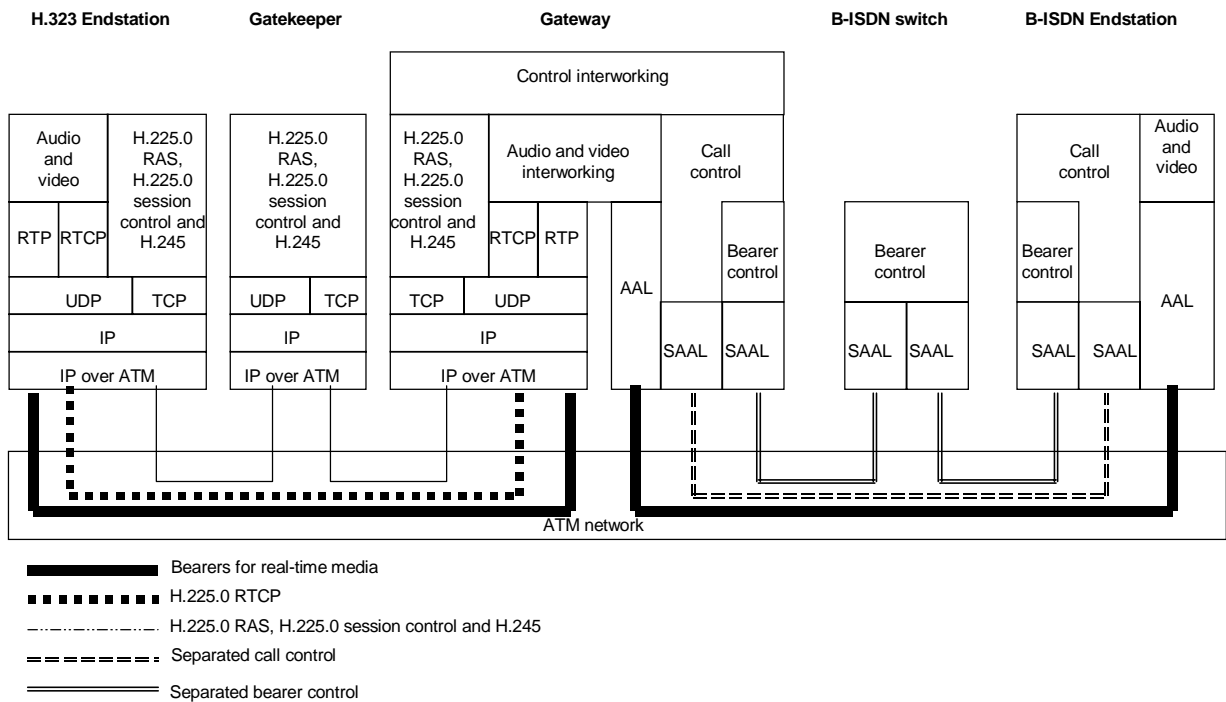 H.323 Endstation
Gatekeeper
Gateway
B-ISDN switch
B-ISDN Endstation
Control interworking
Audio
and
video
H.225.0
RAS,
H.225.0
session
control and
H.245
RTP
RTCP
UDP
TCP
IP
IP over ATM
H.225.0
RAS,
H.225.0
session
control and
H.245
UDP
TCP
IP
IP over ATM
H.225.0
RAS,
H.225.0
session
control and
H.245
Audio and video
interworking
Call
control
RTCP
RTP
TCP
UDP
IP
IP over ATM
AAL
Bearer
control
SAAL
SAAL
Bearer
control
SAAL
SAAL
Call
control
Audio
and
video
Bearer
control
SAAL
SAAL
AAL
ATM network
Bearers for real-time media
H.225.0 RTCP
H.225.0 RAS, H.225.0 session control and H.245
Separated call control
Separated bearer control